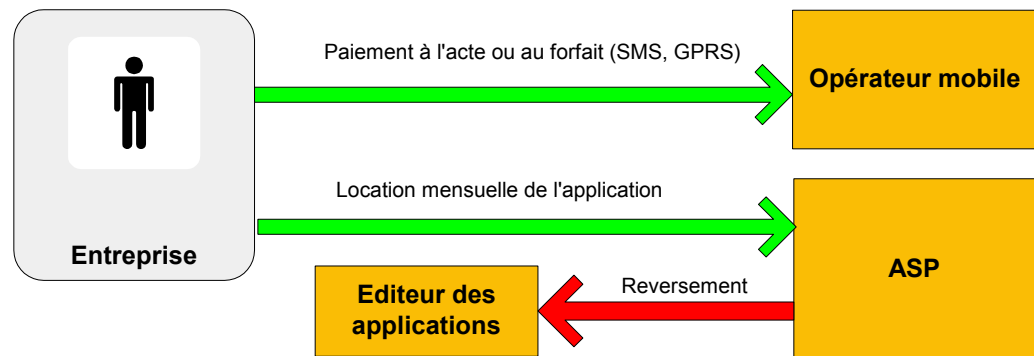 Paiement à l'acte ou au forfait (SMS, GPRS)
Opérateur mobile
Location mensuelle de l'application
Entreprise
ASP
Reversement
Editeur des
applications